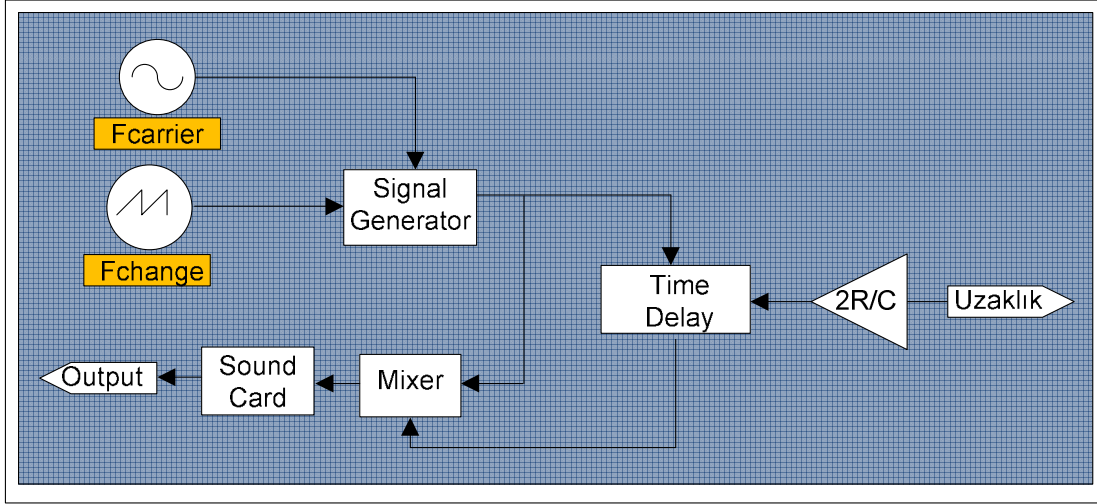 Fcarrier
Signal
Generator
Fchange
Time
Delay
2R/C
Uzaklık
Output
Sound
Card
Mixer